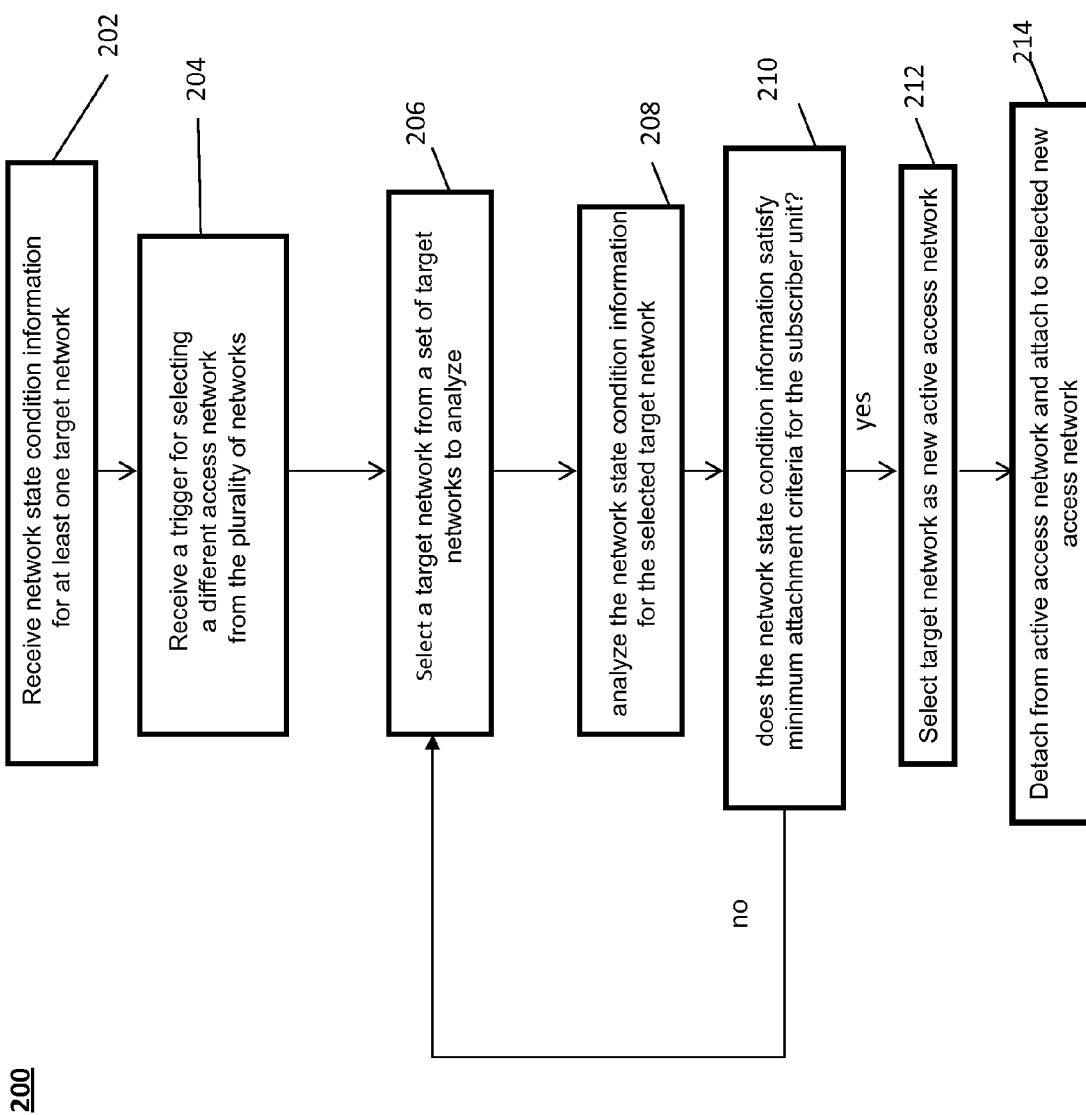 200
Receive network state condition information
for at least one target network
202
Receive a trigger for selecting
a different access network
from the plurality of networks
204
Select a target network from a set of target
networks to analyze
206
analyze the network state condition information
for the selected target network
208
does the network state condition information satisfy
minimum attachment criteria for the subscriber unit?
210
no
yes
Select target network as new active access network
212
Detach from active access network and attach to selected new
access network
214